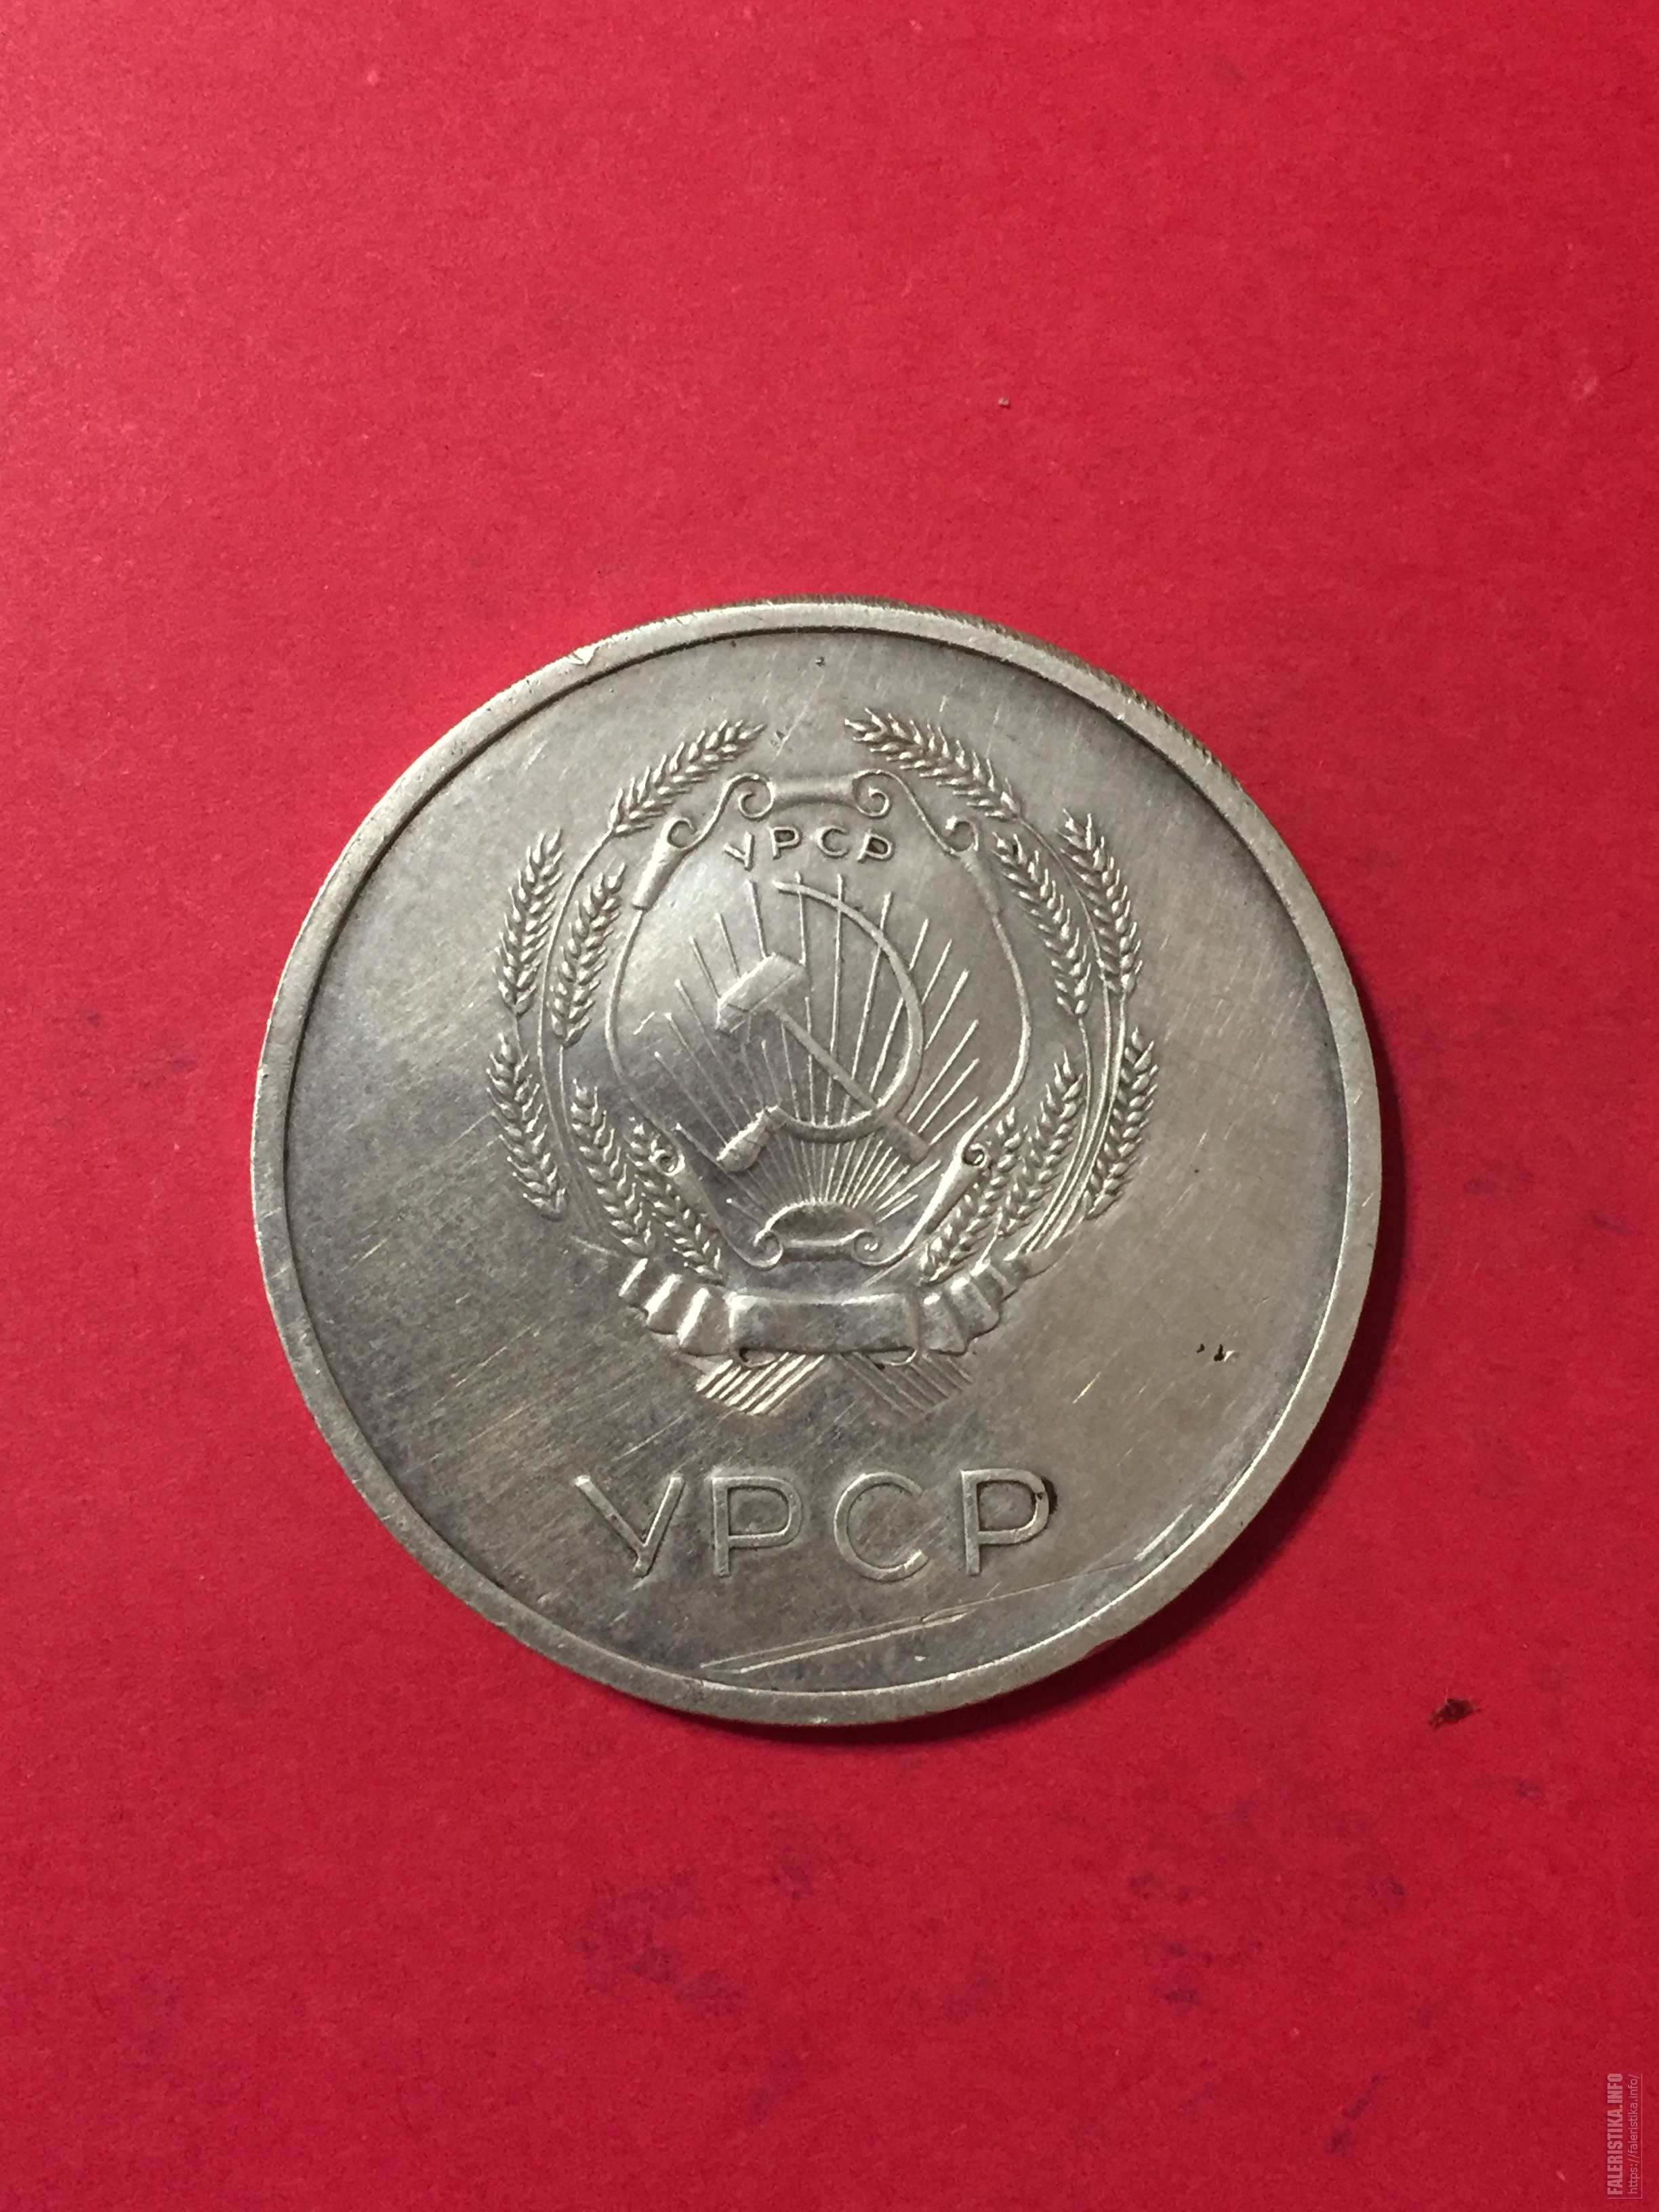 УРСР
УРСР
FALERISTIKA.INFO
https://faleristika.info/